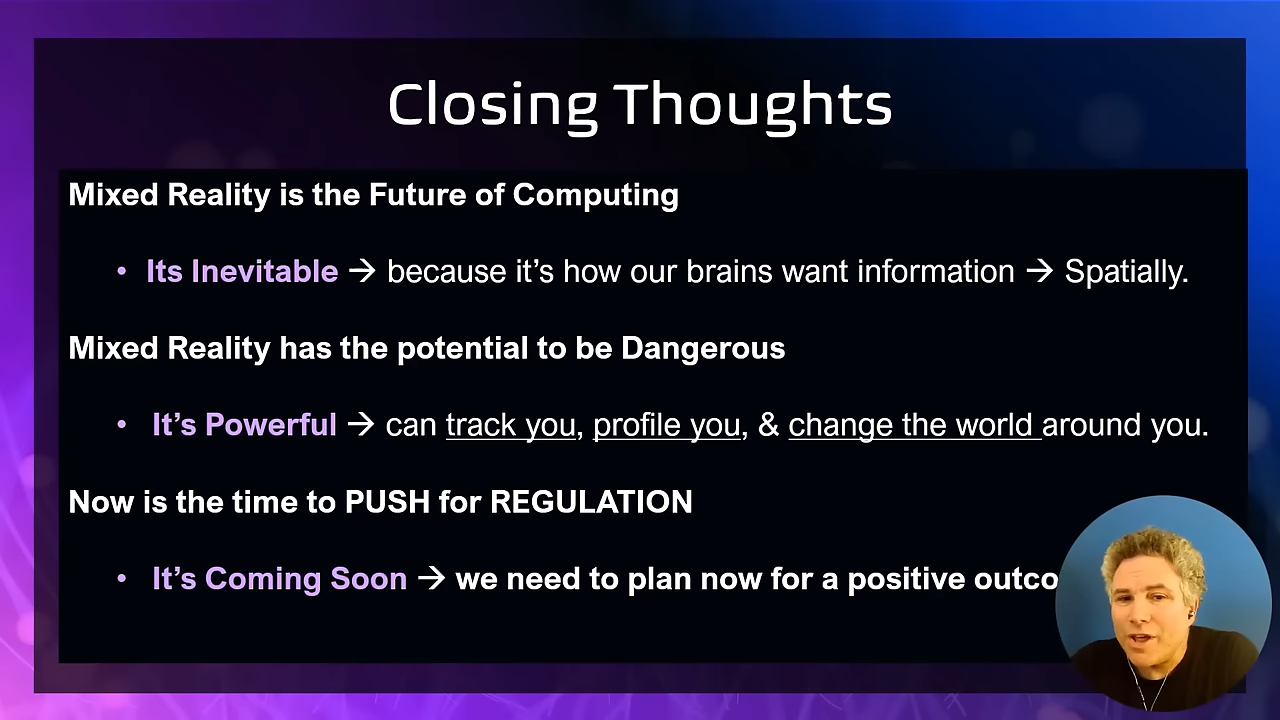 Closing Thoughts
Mixed Reality is the Future of Computing
• Its Inevitable → because it’s how our brains want information → Spatially.
Mixed Reality has the potential to be Dangerous
• It’s Powerful → can track you, profile you, & change the world around you.
Now is the time to PUSH for REGULATION
• It’s Coming Soon → we need to plan now for a positive